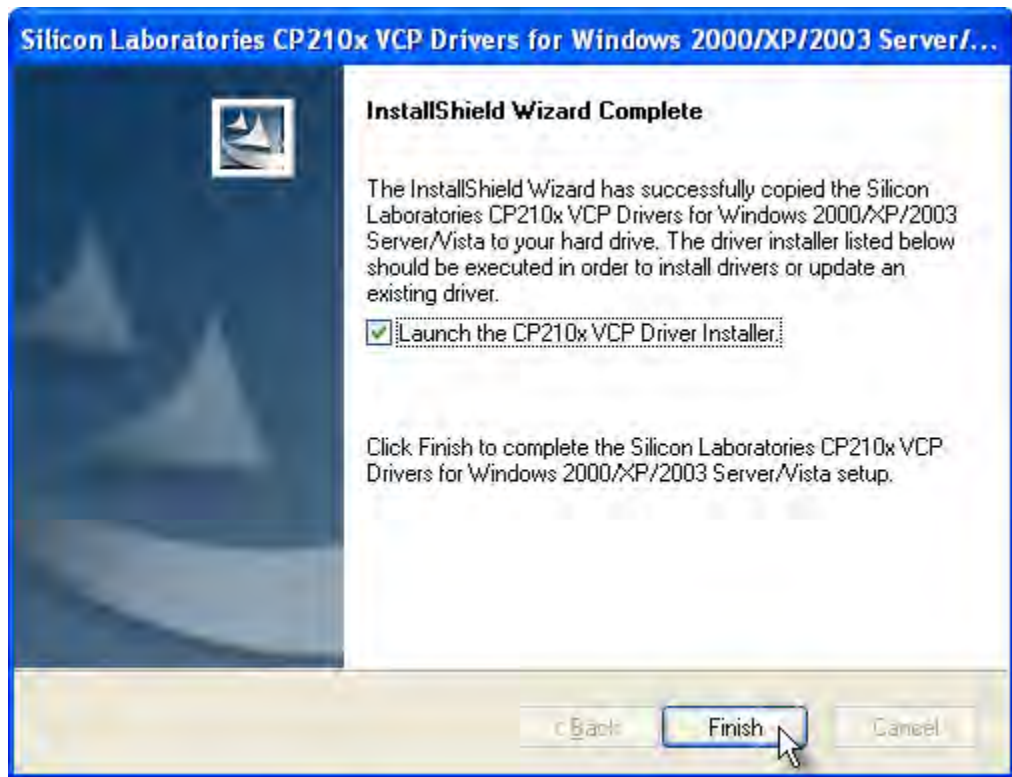 Silicon Laboratories CP210x VCP Drivers for Windows 2000/XP/2003 Server/...
InstallShield Wizard Complete
The InstallShield Wizard has successfully copied the Silicon
Laboratories CP210x VCP Drivers for Windows 2000/XP/2003
Server/Vista to your hard drive. The driver installer listed below
should be executed in order to install drivers or update an
existing driver.
Launch the CP210x VCP Driver Installer.
Click Finish to complete the Silicon Laboratories CP210x VCP
Drivers for Windows 2000/XP/2003 Server/Vista setup.
< Back
Finish
Cancel